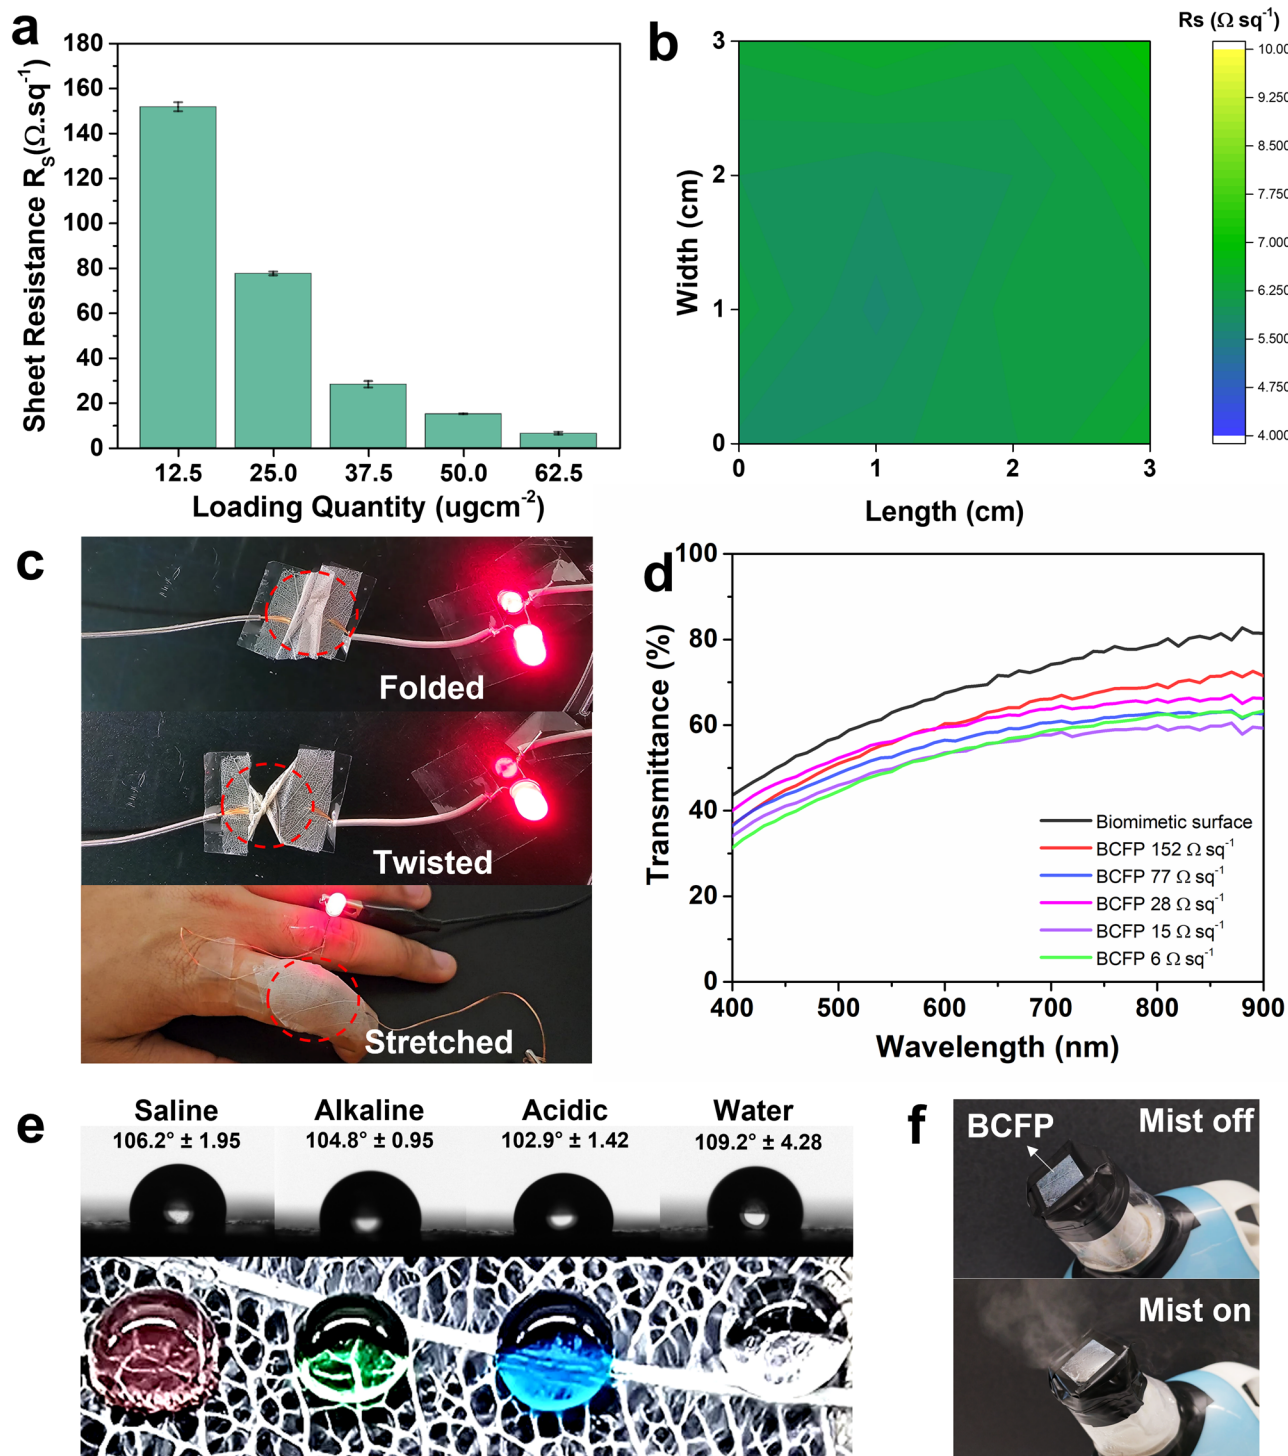 a
180
160
140
120
100
80
60
40
20
0
Sheet Resistance R_S(Ω.sq⁻¹)
12.5 25.0 37.5 50.0 62.5
Loading Quantity (ugcm⁻²)
b
3
2
1
0
Width (cm)
0 1 2 3
Length (cm)
Rs (Ω sq⁻¹)
10.00
9.250
8.500
7.750
7.000
6.250
5.500
4.750
4.000
c
Folded
Twisted
Stretched
d
100
80
60
40
20
0
Transmittance (%)
Biomimetic surface
BCFP 152 Ω sq⁻¹
BCFP 77 Ω sq⁻¹
BCFP 28 Ω sq⁻¹
BCFP 15 Ω sq⁻¹
BCFP 6 Ω sq⁻¹
400 500 600 700 800 900
Wavelength (nm)
e
Saline Alkaline Acidic Water
106.2° ± 1.95 104.8° ± 0.95 102.9° ± 1.42 109.2° ± 4.28
f
BCFP
Mist off
Mist on